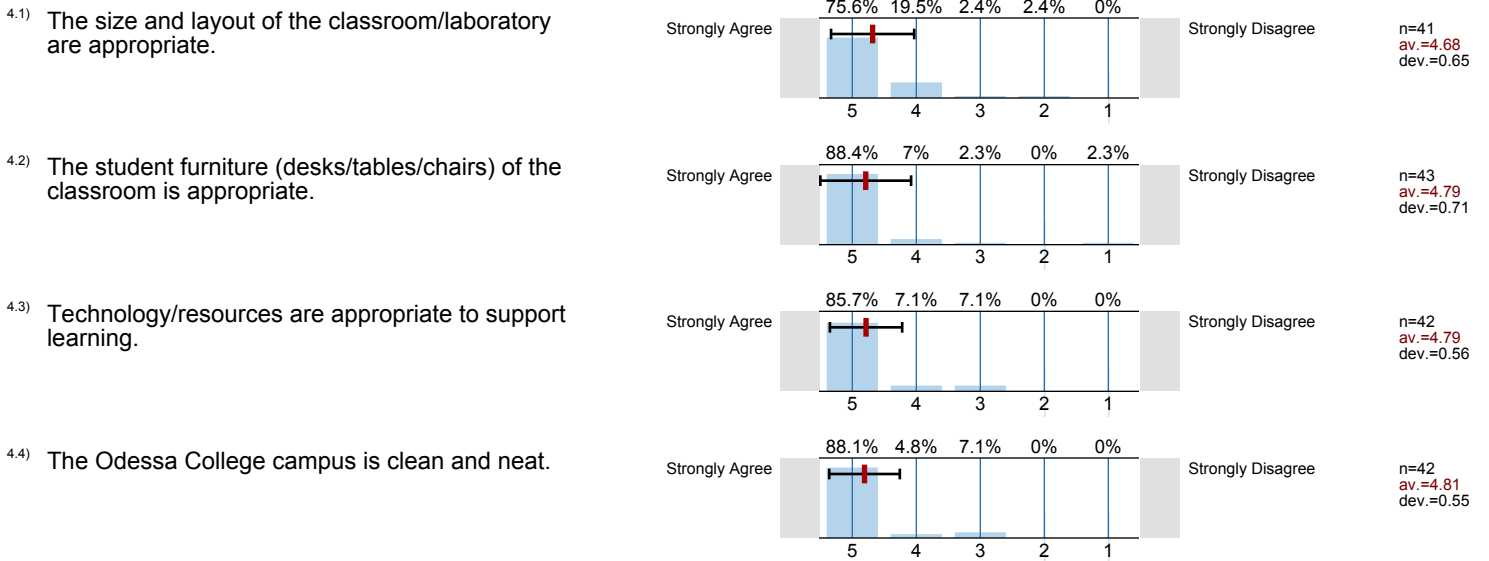 4.1) The size and layout of the classroom/laboratory
are appropriate.
75.6% 19.5% 2.4% 2.4% 0%
Strongly Agree
Strongly Disagree
n=41
av.=4.68
dev.=0.65
5 4 3 2 1
4.2) The student furniture (desks/tables/chairs) of the
classroom is appropriate.
88.4% 7% 2.3% 0% 2.3%
Strongly Agree
Strongly Disagree
n=43
av.=4.79
dev.=0.71
5 4 3 2 1
4.3) Technology/resources are appropriate to support
learning.
85.7% 7.1% 7.1% 0% 0%
Strongly Agree
Strongly Disagree
n=42
av.=4.79
dev.=0.56
5 4 3 2 1
4.4) The Odessa College campus is clean and neat.
88.1% 4.8% 7.1% 0% 0%
Strongly Agree
Strongly Disagree
n=42
av.=4.81
dev.=0.55
5 4 3 2 1